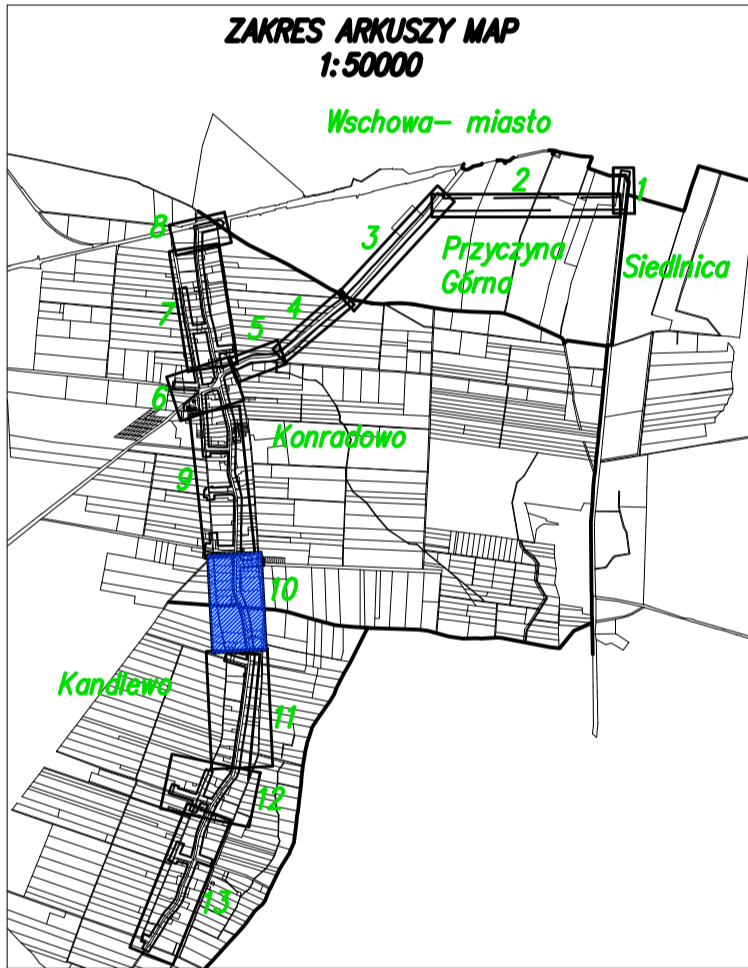 ZAKRES ARKUSZY MAP
1:50000
Wschowa- miasto
1
2
3
Przyczyna
Górna
Siedlnica
8
7
4
5
6
Konradowo
9
10
Kandlewo
11
12
13